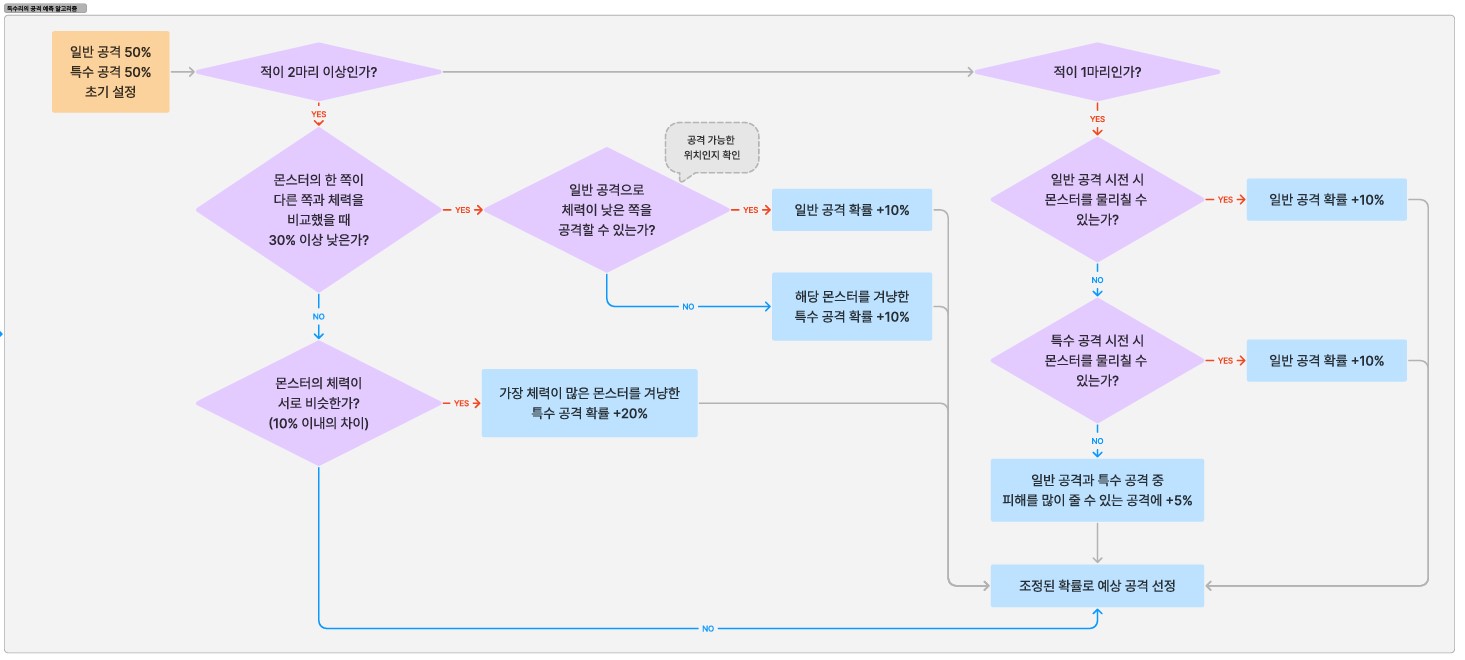 독수리의 공격 예측 알고리즘
일반 공격 50%
특수 공격 50%
초기 설정
적이 2마리 이상인가?
YES
몬스터의 한 쪽이
다른 쪽과 체력을
비교했을 때
30% 이상 낮은가?
YES
일반 공격으로
체력이 낮은 쪽을
공격할 수 있는가?
공격 가능한
위치인지 확인
YES
일반 공격 확률 +10%
NO
해당 몬스터를 겨냥한
특수 공격 확률 +10%
NO
몬스터의 체력이
서로 비슷한가?
(10% 이내의 차이)
YES
가장 체력이 많은 몬스터를 겨냥한
특수 공격 확률 +20%
NO
적이 1마리인가?
YES
일반 공격 시전 시
몬스터를 물리칠 수
있는가?
YES
일반 공격 확률 +10%
NO
특수 공격 시전 시
몬스터를 물리칠 수
있는가?
YES
일반 공격 확률 +10%
NO
일반 공격과 특수 공격 중
피해를 많이 줄 수 있는 공격에 +5%
조정된 확률로 예상 공격 선정